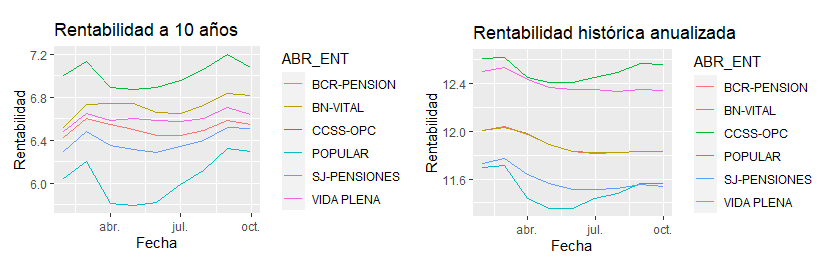 Rentabilidad a 10 años
Rentabilidad
7.2
6.8
6.4
6.0
abr.
jul.
oct.
Fecha
ABR_ENT
BCR-PENSION
BN-VITAL
CCSS-OPC
POPULAR
SJ-PENSIONES
VIDA PLENA
Rentabilidad histórica anualizada
Rentabilidad
12.4
12.0
11.6
abr.
jul.
oct.
Fecha
ABR_ENT
BCR-PENSION
BN-VITAL
CCSS-OPC
POPULAR
SJ-PENSIONES
VIDA PLENA